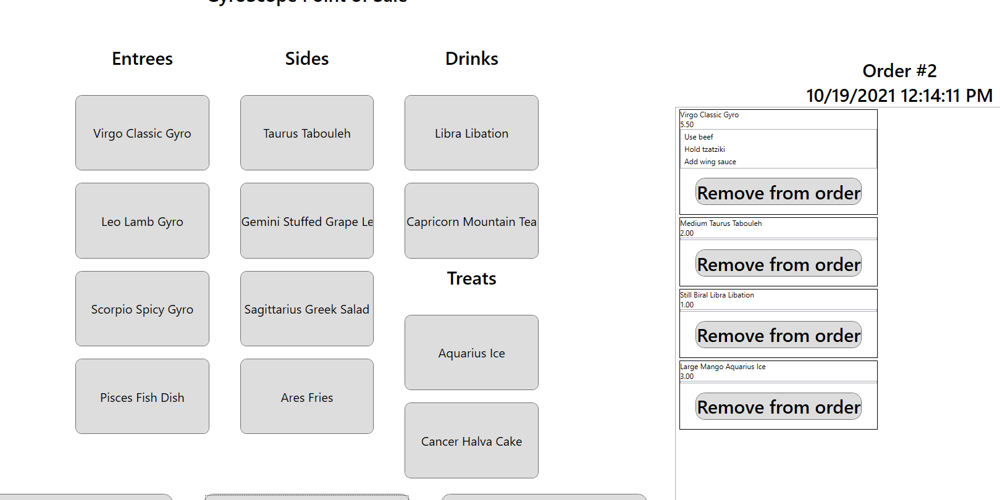 Entrees
Sides
Drinks
Virgo Classic Gyro
Taurus Tabouleh
Libra Libation
Leo Lamb Gyro
Gemini Stuffed Grape Le
Capricorn Mountain Tea
Treats
Scorpio Spicy Gyro
Sagittarius Greek Salad
Aquarius Ice
Pisces Fish Dish
Ares Fries
Cancer Halva Cake
Order #2
10/19/2021 12:14:11 PM
Virgo Classic Gyro
5.50
Use beef
Hold tzatziki
Add wing sauce
Remove from order
Medium Taurus Tabouleh
2.00
Remove from order
Still Biral Libra Libation
1.00
Remove from order
Large Mango Aquarius Ice
3.00
Remove from order